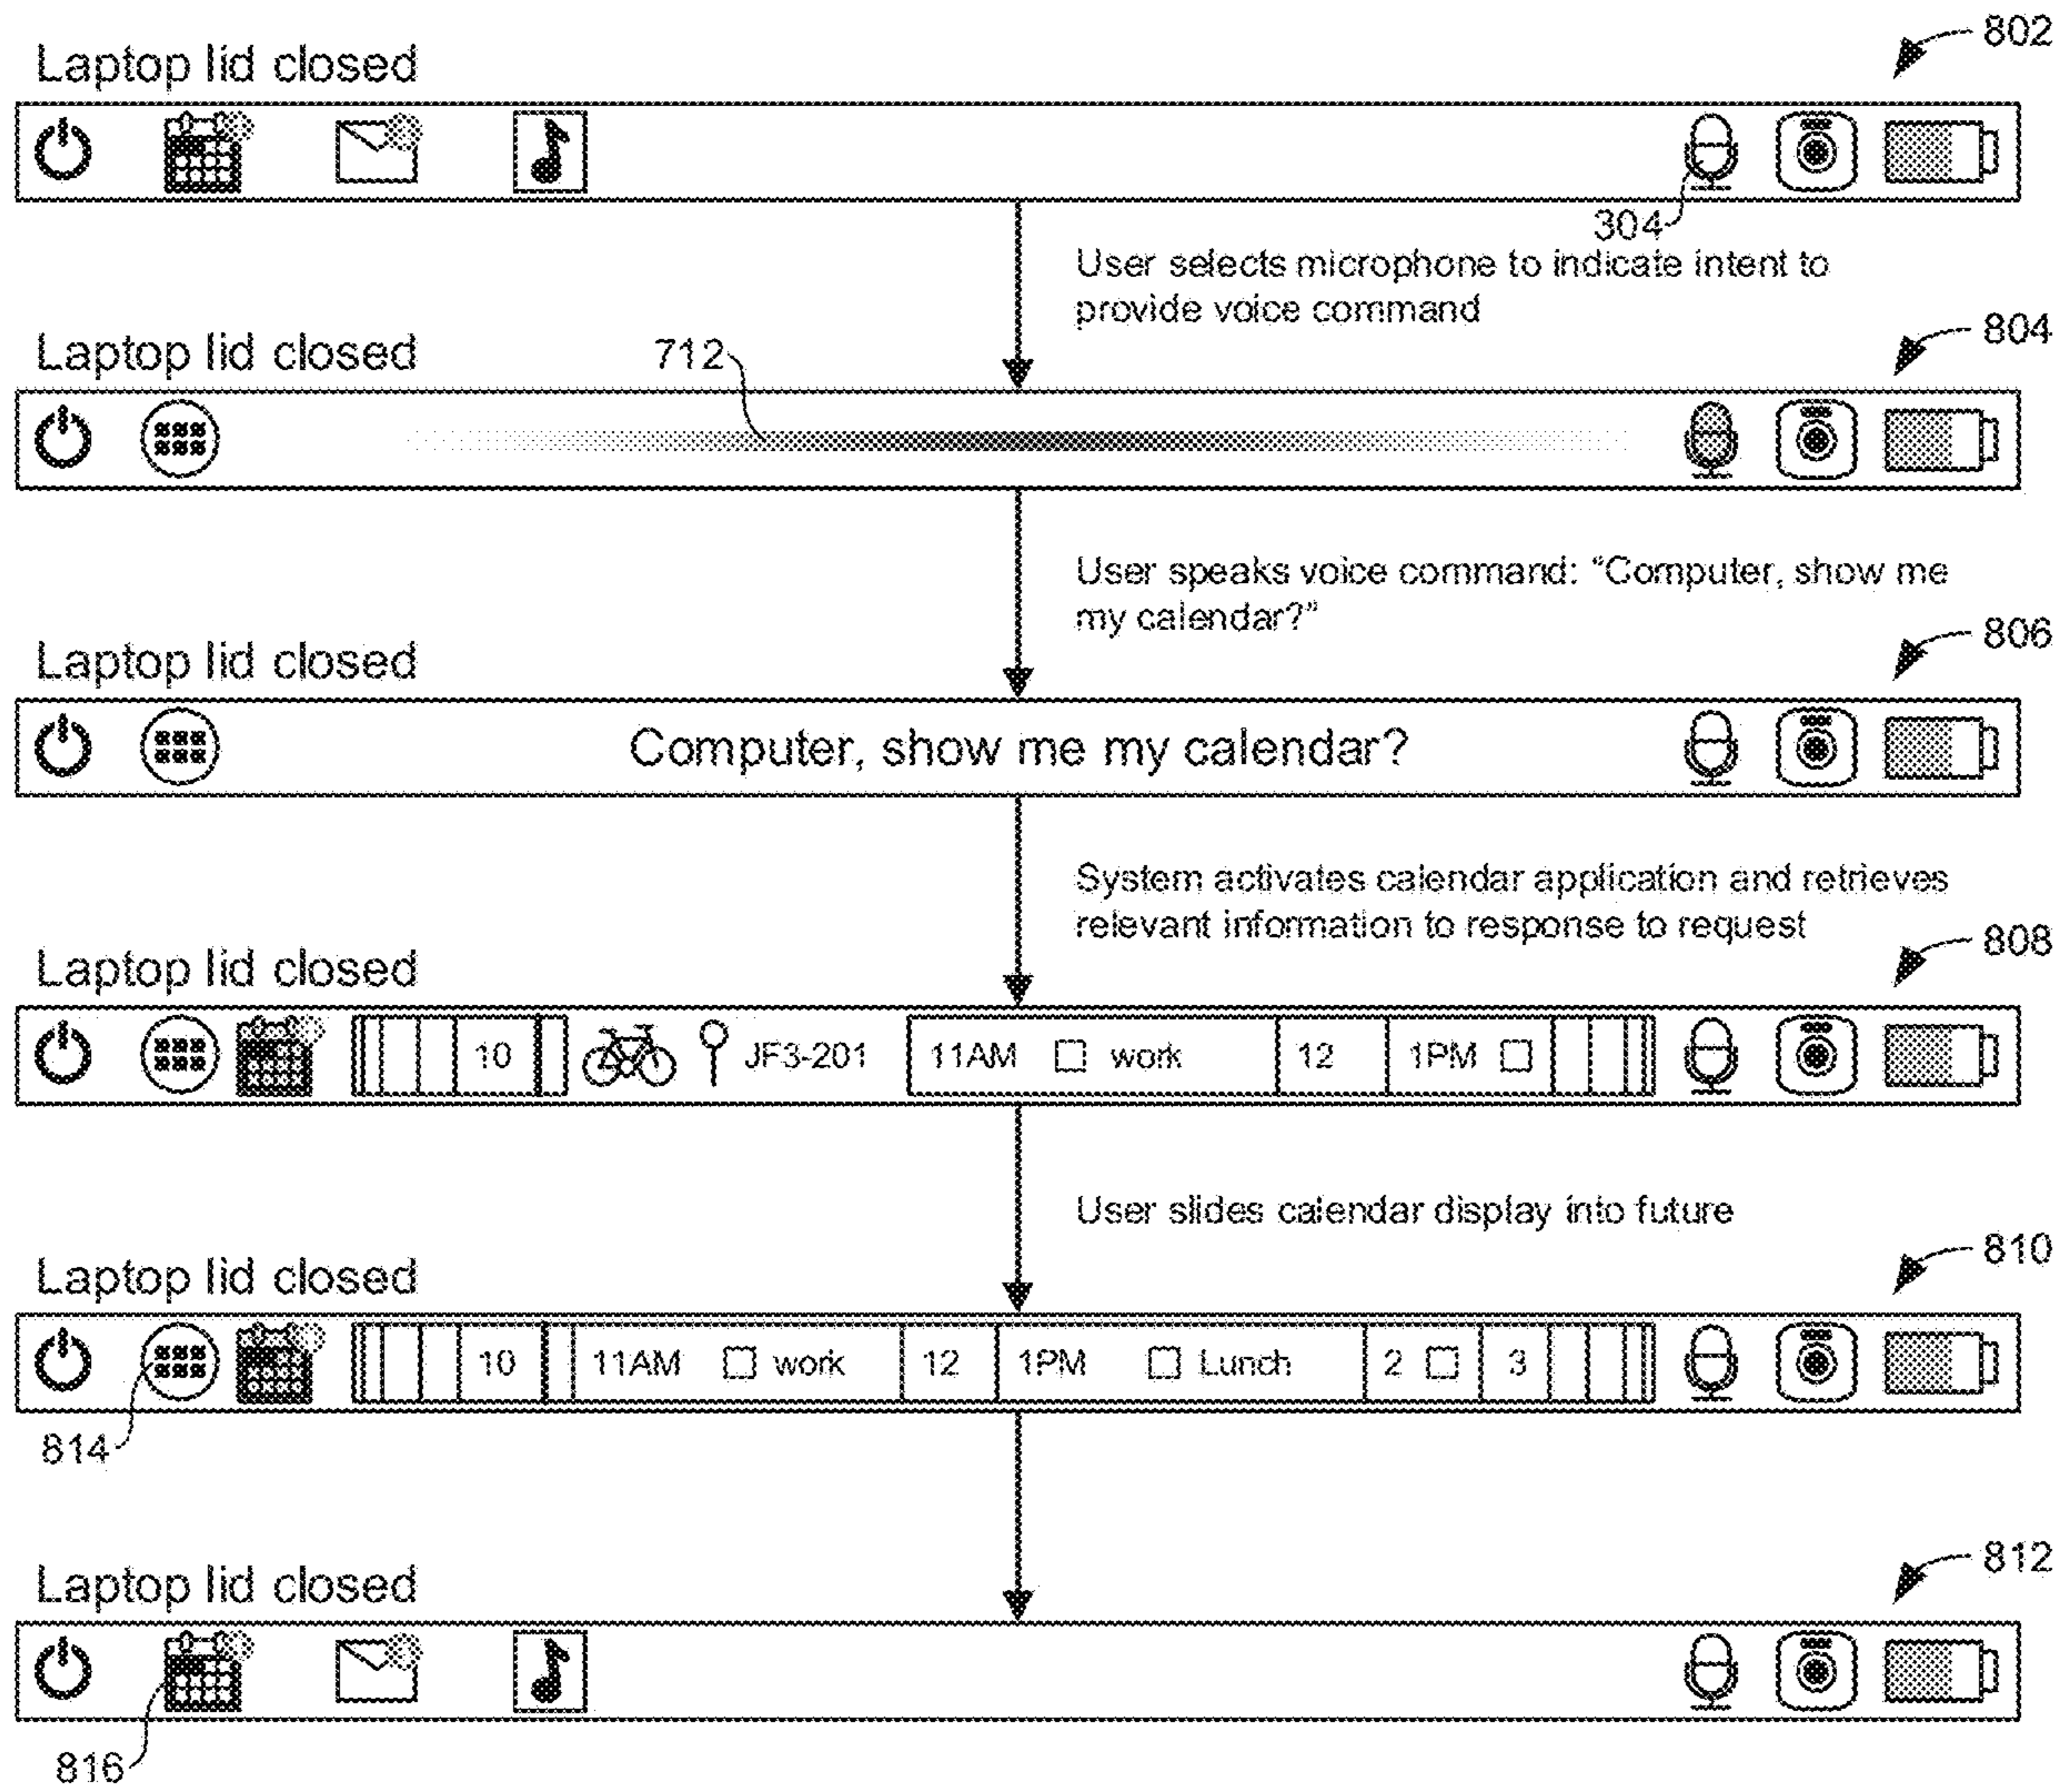 802
Laptop lid closed
304
User selects microphone to indicate intent to
provide voice command
804
Laptop lid closed
712
User speaks voice command: “Computer, show me
my calendar?”
806
Laptop lid closed
Computer, show me my calendar?
System activates calendar application and retrieves
relevant information to response to request
808
Laptop lid closed
10 JF3-201 11AM work 12 1PM
User slides calendar display into future
810
Laptop lid closed
10 11AM work 12 1PM Lunch 2 3
814
812
Laptop lid closed
816